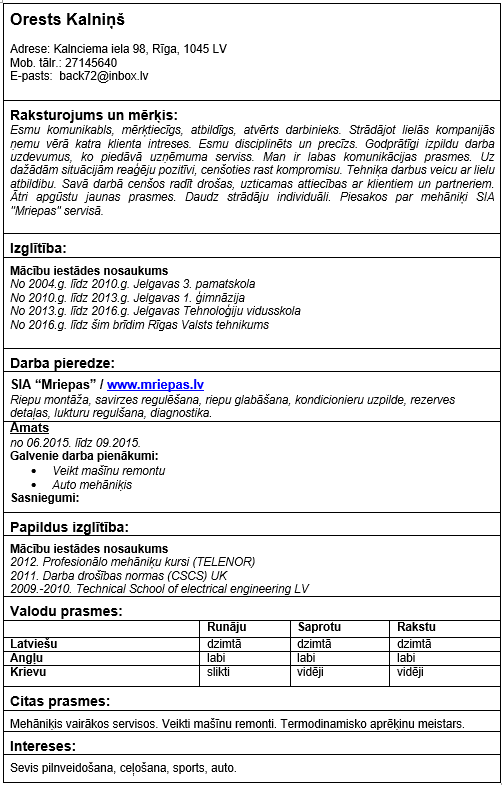 Orests Kalniņš
Adrese: Kalnciema iela 98, Rīga, 1045 LV
Mob. tālr.: 27145640
E-pasts:  back72@inbox.lv
Raksturojums un mērķis:
Esmu komunikabls, mērķtiecīgs, atbildīgs, atvērts darbinieks. Strādājot lielās kompanijās
ņemu vērā katra klienta intreses. Esmu disciplinēts un precīzs. Godprātīgi izpildu darba
uzdevumus, ko piedāvā uzņēmuma serviss. Man ir labas komunikācijas prasmes. Uz
dažādām situācijām reaģēju pozitīvi, cenšoties rast kompromisu. Tehniķa darbus veicu ar lielu
atbildību. Savā darbā cenšos radīt drošas, uzticamas attiecības ar klientiem un partneriem.
Ātri apgūstu jaunas prasmes. Daudz strādāju individuāli. Piesakos par mehāniķi SIA
"Mriepas" servisā.
Izglītība:
Mācību iestādes nosaukums
No 2004.g. līdz 2010.g. Jelgavas 3. pamatskola
No 2010.g. līdz 2013.g. Jelgavas 1. ģimnāzija
No 2013.g. līdz 2016.g. Jelgavas Tehnoloģiju vidusskola
No 2016.g. līdz šim brīdim Rīgas Valsts tehnikums
Darba pieredze:
SIA “Mriepas” / www.mriepas.lv
Riepu montāža, savirzes regulēšana, riepu glabāšana, kondicionieru uzpilde, rezerves
detaļas, lukturu regulšana, diagnostika.
Amats
no 06.2015. līdz 09.2015.
Galvenie darba pienākumi:
• Veikt mašīnu remontu
• Auto mehāniķis
Sasniegumi:
Papildus izglītība:
Mācību iestādes nosaukums
2012. Profesionālo mehāniķu kursi (TELENOR)
2011. Darba drošības normas (CSCS) UK
2009.-2010. Technical School of electrical engineering LV
Valodu prasmes:
Runāju Saprotu Rakstu
Latviešu dzimtā dzimtā dzimtā
Angļu labi labi labi
Krievu slikti vidēji vidēji
Citas prasmes:
Mehāniķis vairākos servisos. Veikti mašīnu remonti. Termodinamisko aprēķinu meistars.
Intereses:
Sevis pilnveidošana, ceļošana, sports, auto.